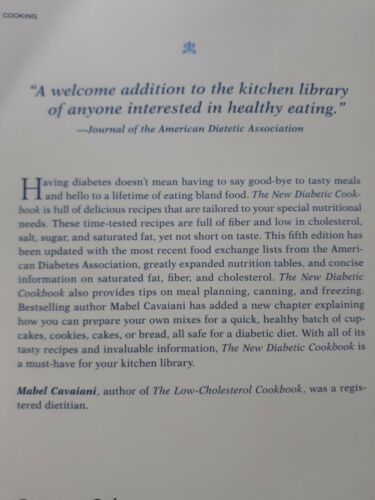 COOKING
“A welcome addition to the kitchen library
of anyone interested in healthy eating.”
—Journal of the American Dietetic Association
Having diabetes doesn’t mean having to say good-bye to tasty meals
and hello to a lifetime of eating bland food. The New Diabetic Cook-
book is full of delicious recipes that are tailored to your special nutritional
needs. These time-tested recipes are full of fiber and low in cholesterol,
salt, sugar, and saturated fat, yet not short on taste. This fifth edition has
been updated with the most recent food exchange lists from the Ameri-
can Diabetes Association, greatly expanded nutrition tables, and concise
information on saturated fat, fiber, and cholesterol. The New Diabetic
Cookbook also provides tips on meal planning, canning, and freezing.
Bestselling author Mabel Cavaiani has added a new chapter explaining
how you can prepare your own mixes for a quick, healthy batch of cup-
cakes, cookies, cakes, or bread, all safe for a diabetic diet. With all of its
tasty recipes and invaluable information, The New Diabetic Cookbook is
a must-have for your kitchen library.
Mabel Cavaiani, author of The Low-Cholesterol Cookbook, was a regis-
tered dietitian.